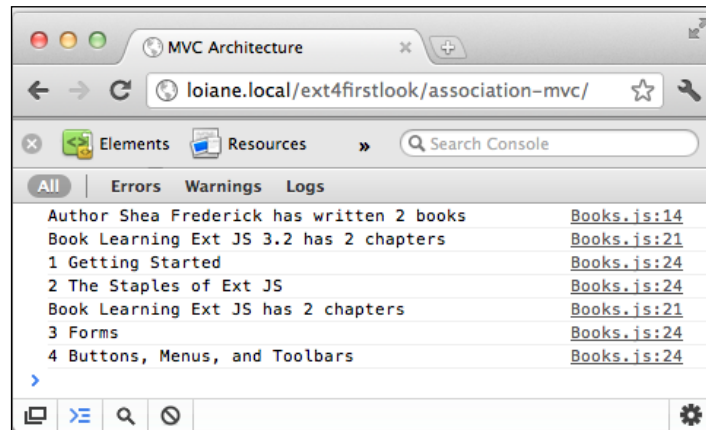 MVC Architecture
loiane.local/ext4firstlook/association-mvc/
Elements Resources » Search Console
All Errors Warnings Logs
Author Shea Frederick has written 2 books Books.js:14
Book Learning Ext JS 3.2 has 2 chapters Books.js:21
1 Getting Started Books.js:24
2 The Staples of Ext JS Books.js:24
Book Learning Ext JS has 2 chapters Books.js:21
3 Forms Books.js:24
4 Buttons, Menus, and Toolbars Books.js:24